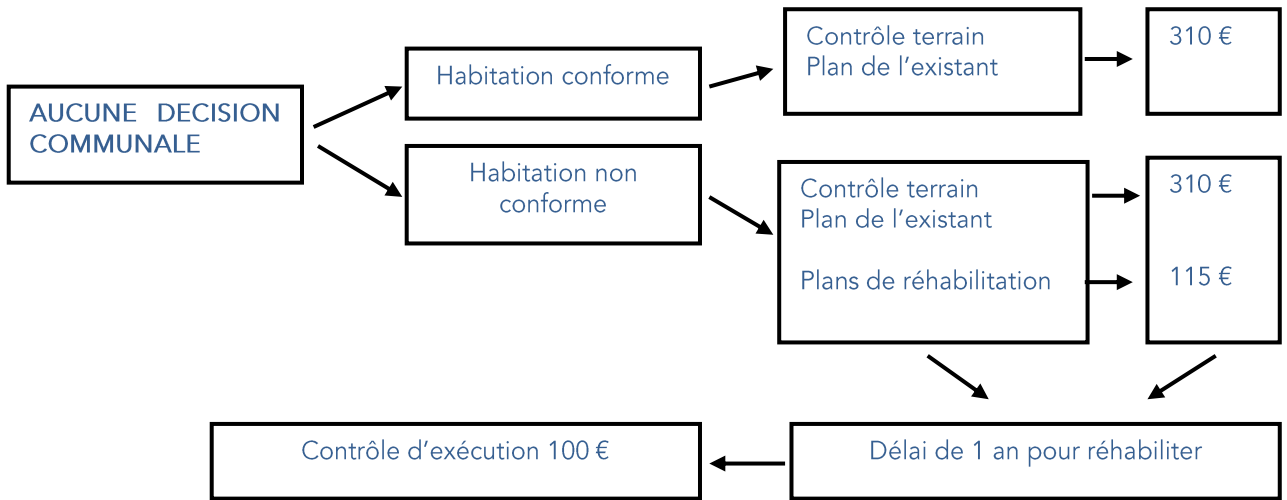 AUCUNE DECISION
COMMUNALE
Habitation conforme
Contrôle terrain
Plan de l'existant
310 €
Habitation non
conforme
Contrôle terrain
Plan de l'existant
310 €
Plans de réhabilitation
115 €
Délai de 1 an pour réhabiliter
Contrôle d'exécution 100 €